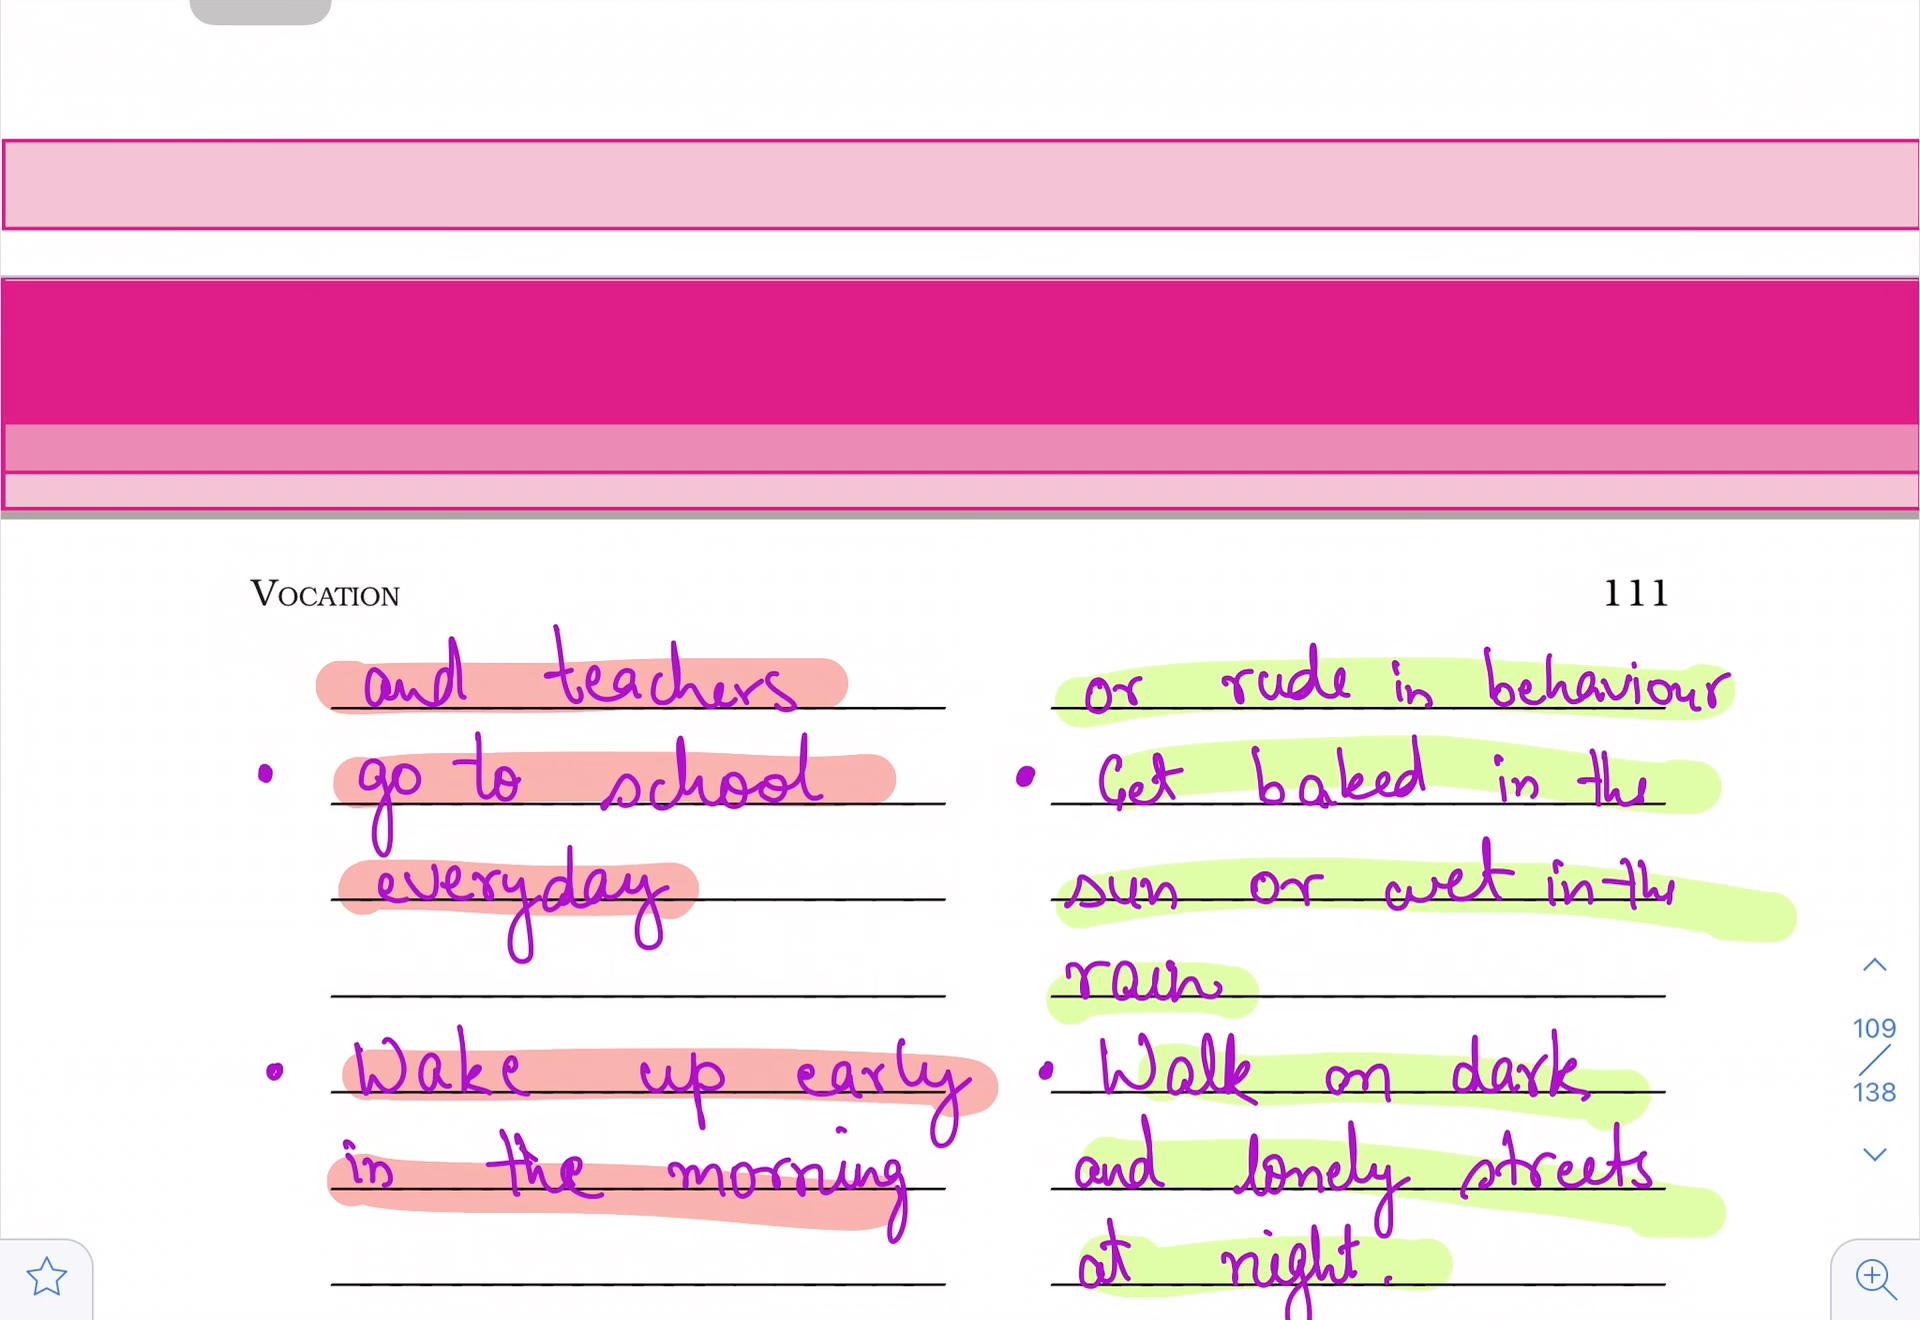 VOCATION
111
and teachers
• go to school
everyday
• Wake up early
in the morning
or rude in behaviour
• Get baked in the
sun or wet in the
rain
• Walk on dark
and lonely streets
at night.
109
138